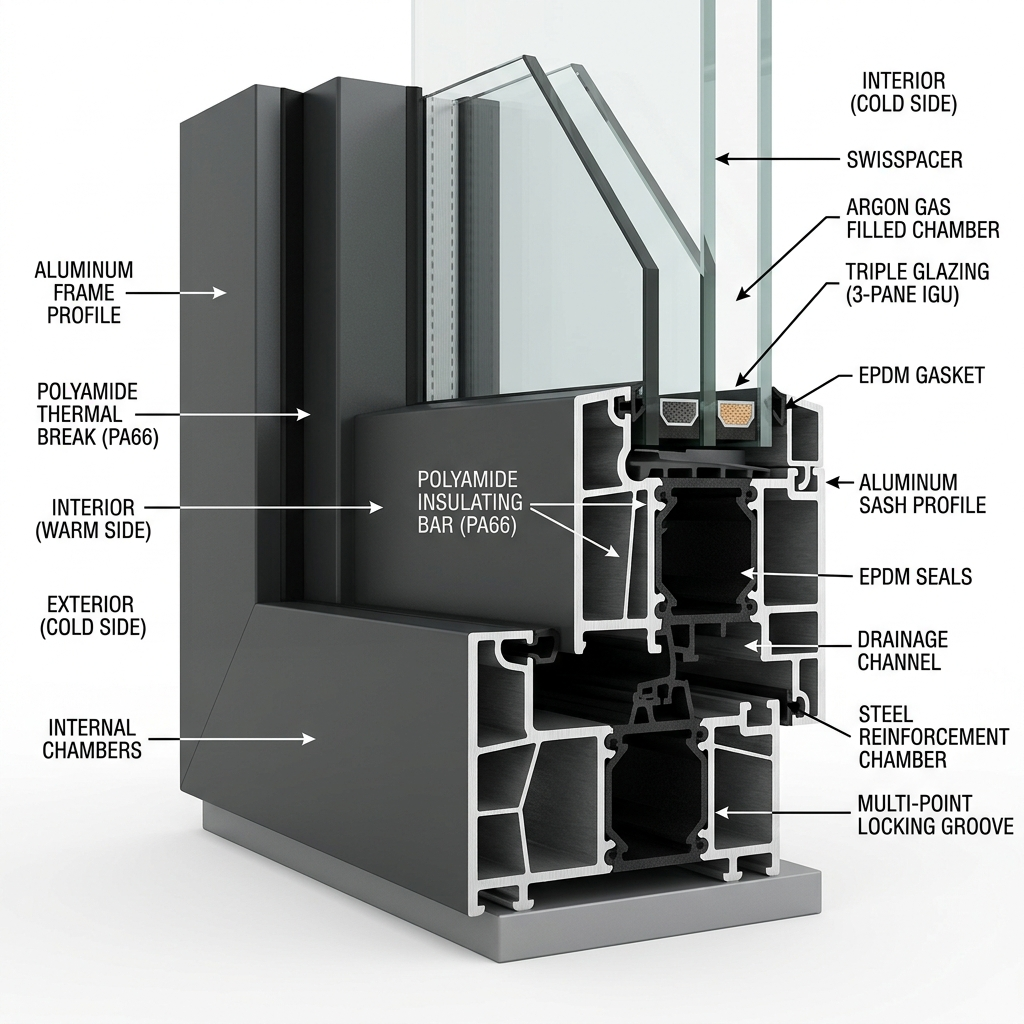 INTERIOR
(COLD SIDE)
SWISSPACER
ARGON GAS
FILLED CHAMBER
TRIPLE GLAZING
(3-PANE IGU)
EPDM GASKET
ALUMINUM
SASH PROFILE
EPDM SEALS
DRAINAGE
CHANNEL
STEEL
REINFORCEMENT
CHAMBER
MULTI-POINT
LOCKING GROOVE
ALUMINUM
FRAME
PROFILE
POLYAMIDE
THERMAL
BREAK (PA66)
INTERIOR
(WARM SIDE)
EXTERIOR
(COLD SIDE)
INTERNAL
CHAMBERS
POLYAMIDE
INSULATING
BAR (PA66)